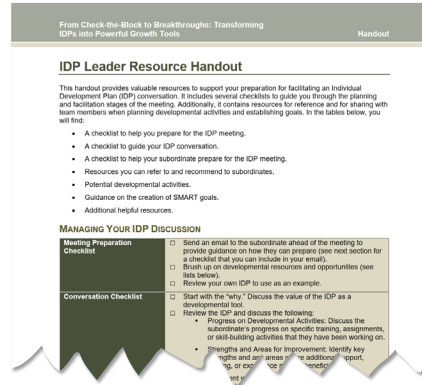 From Check-the-Block to Breakthroughs: Transforming
IDPs into Powerful Growth Tools Handout
IDP Leader Resource Handout
This handout provides valuable resources to support your preparation for facilitating an Individual
Development Plan (IDP) conversation. It includes several checklists to guide you through the planning
and facilitation stages of the meeting. Additionally, it contains resources for reference and for sharing with
team members when planning developmental activities and establishing goals. In the tables below, you
will find:
• A checklist to help you prepare for the IDP meeting.
• A checklist to guide your IDP conversation.
• A checklist to help your subordinate prepare for the IDP meeting.
• Resources you can refer to and recommend to subordinates.
• Potential developmental activities.
• Guidance on the creation of SMART goals.
• Additional helpful resources.
MANAGING YOUR IDP DISCUSSION
Meeting Preparation
Checklist
□ Send an email to the subordinate ahead of the meeting to
provide guidance on how they can prepare (see next section for
a checklist that you can include in your email).
□ Brush up on developmental resources and opportunities (see
lists below).
□ Review your own IDP to use as an example.
Conversation Checklist
□ Start with the "why." Discuss the value of the IDP as a
developmental tool.
□ Review the IDP and discuss the following:
• Progress on Developmental Activities: Discuss the
subordinate's progress on specific training, assignments,
or skill-building activities that they have been working on.
• Strengths and Areas for Improvement: Identify key
and areas additional support,